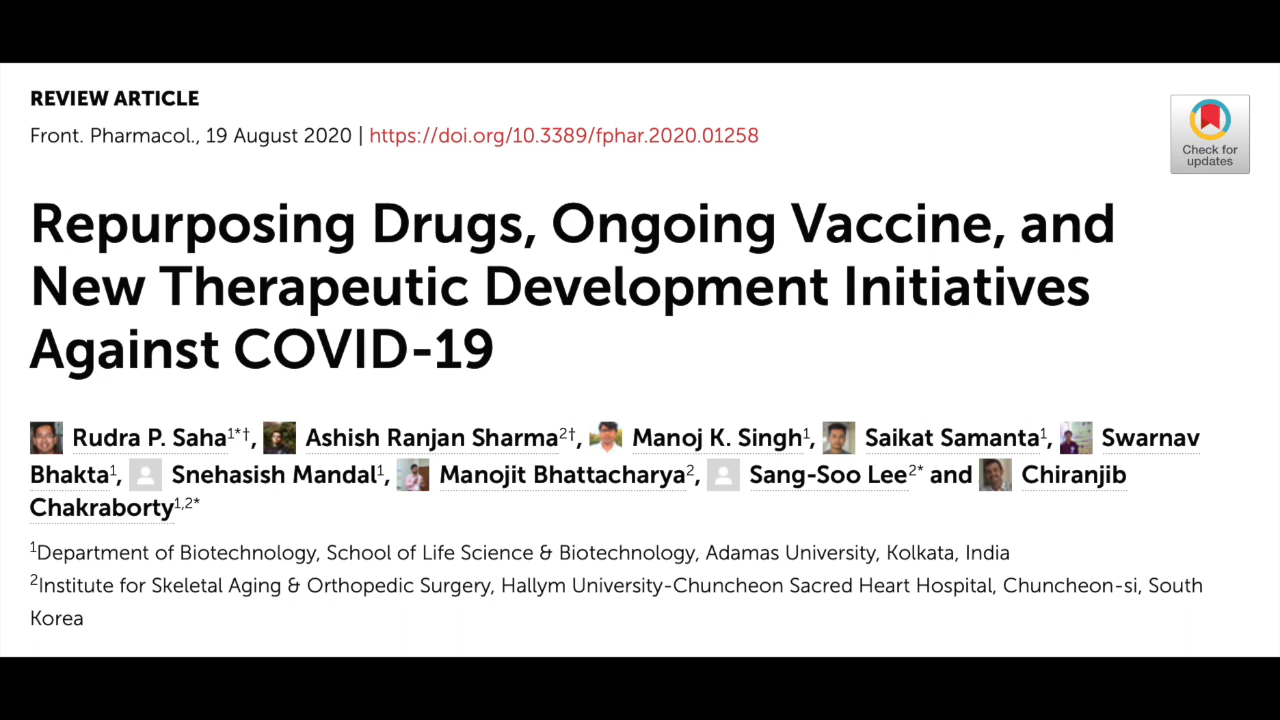 REVIEW ARTICLE
Front. Pharmacol., 19 August 2020 | https://doi.org/10.3389/fphar.2020.01258
Check for
updates
Repurposing Drugs, Ongoing Vaccine, and
New Therapeutic Development Initiatives
Against COVID-19
Rudra P. Saha1*†, Ashish Ranjan Sharma2†, Manoj K. Singh1, Saikat Samanta1, Swarnav
Bhakta1, Snehasish Mandal1, Manojit Bhattacharya2, Sang-Soo Lee2* and Chiranjib
Chakraborty1,2*
1Department of Biotechnology, School of Life Science & Biotechnology, Adamas University, Kolkata, India
2Institute for Skeletal Aging & Orthopedic Surgery, Hallym University-Chuncheon Sacred Heart Hospital, Chuncheon-si, South
Korea